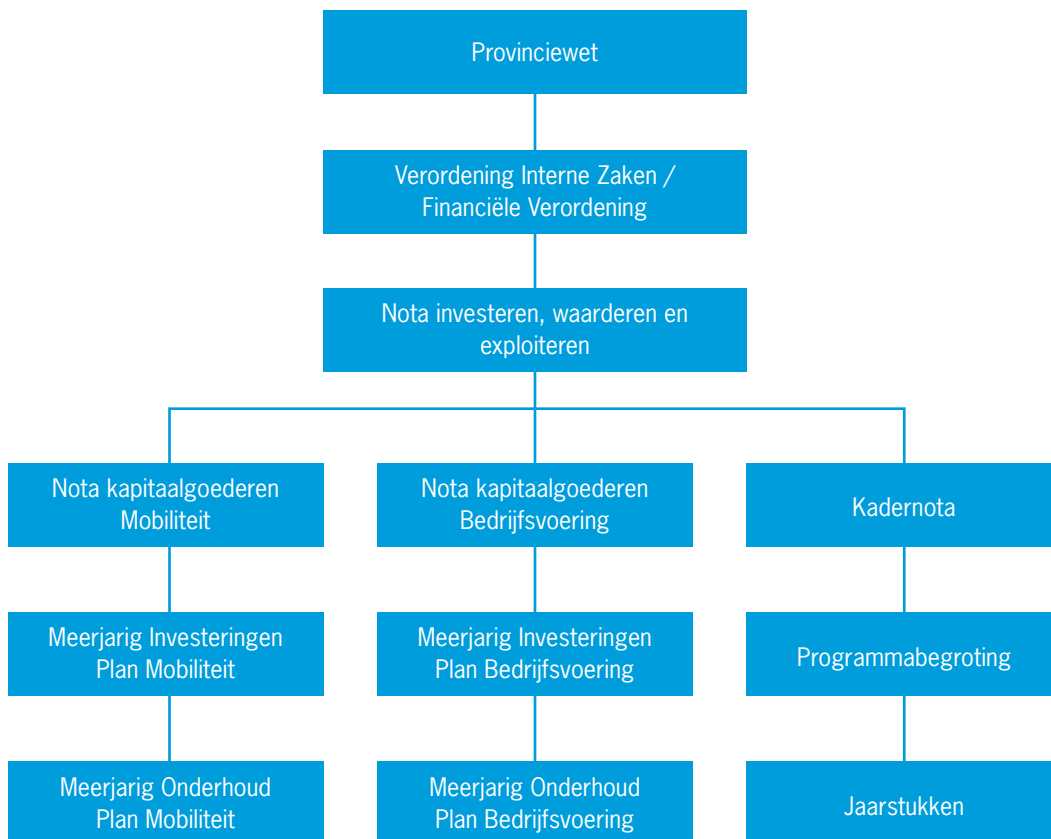 Provinciewet
Verordening Interne Zaken /
Financiële Verordening
Nota investeren, waarderen en
exploiteren
Nota kapitaalgoederen
Mobiliteit
Nota kapitaalgoederen
Bedrijfsvoering
Kadernota
Meerjarig Investeringen
Plan Mobiliteit
Meerjarig Investeringen
Plan Bedrijfsvoering
Programmabegroting
Meerjarig Onderhoud
Plan Mobiliteit
Meerjarig Onderhoud
Plan Bedrijfsvoering
Jaarstukken